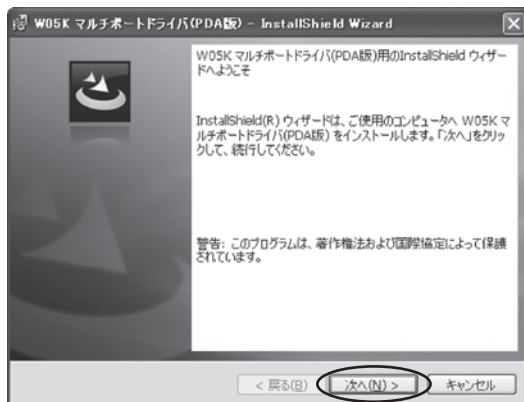 W05K マルチポートドライバ(PDA版) - InstallShield Wizard
W05K マルチポートドライバ(PDA版)用のInstallShield ウィザー
ドへようこそ
InstallShield(R) ウィザードは、ご使用のコンピュータへ W05K マ
ルチポートドライバ(PDA版) をインストールします。「次へ」をクリッ
クして、続行してください。
警告: このプログラムは、著作権法および国際協定によって保護
されています。
< 戻る(B)
次へ(N) >
キャンセル